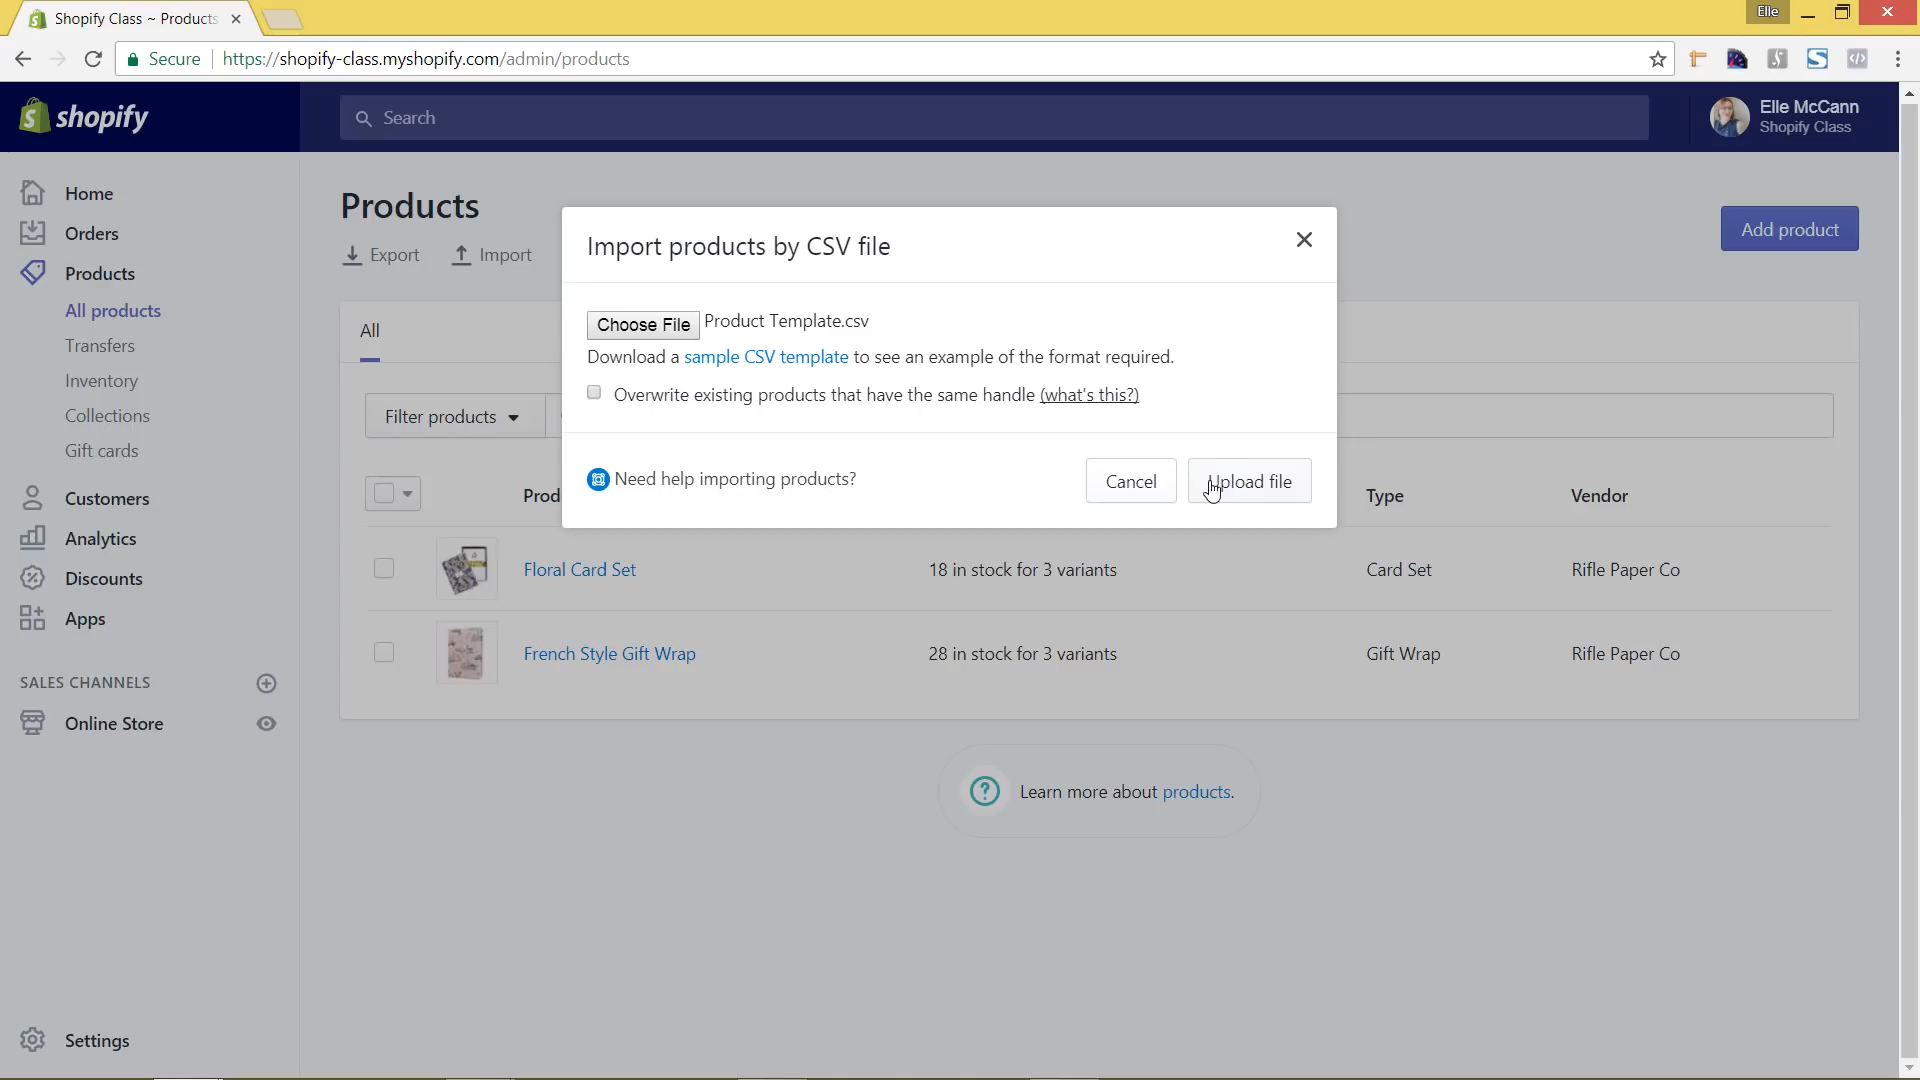 Shopify Class ~ Products
Elle
Secure
https://shopify-class.myshopify.com/admin/products
shopify
Search
Elle McCann
Shopify Class
Home
Orders
Products
All products
Transfers
Inventory
Collections
Gift cards
Customers
Analytics
Discounts
Apps
SALES CHANNELS
Online Store
Settings
Products
Export
Import
Add product
All
Filter products
Import products by CSV file
Choose File Product Template.csv
Download a sample CSV template to see an example of the format required.
Overwrite existing products that have the same handle (what's this?)
Need help importing products?
Cancel
Upload file
Prod
Type
Vendor
Floral Card Set
18 in stock for 3 variants
Card Set
Rifle Paper Co
French Style Gift Wrap
28 in stock for 3 variants
Gift Wrap
Rifle Paper Co
Learn more about products.